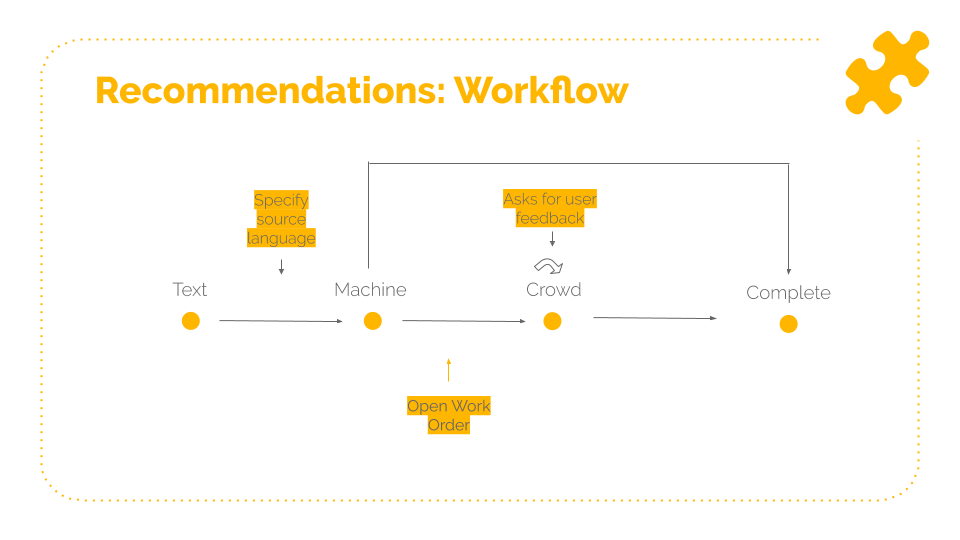 Recommendations: Workflow
Specify
source
language
Asks for user
feedback
Text
Machine
Crowd
Complete
Open Work
Order